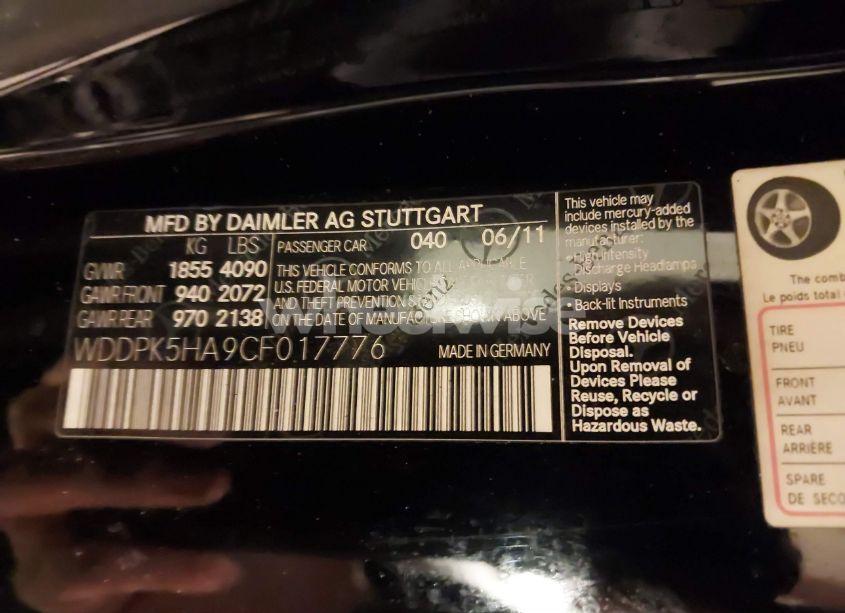 MFD BY DAIMLER AG STUTTGART
KG LBS
GVWR 1855 4090
GAWR FRONT 940 2072
GAWR REAR 970 2138
PASSENGER CAR 040 06/11
THIS VEHICLE CONFORMS TO ALL APPLICABLE
U.S. FEDERAL MOTOR VEHICLE
AND THEFT PREVENTION
ON THE DATE OF MANUFACTURE SHOWN ABOVE
WDDPK5HA9CF017776 MADE IN GERMANY
This vehicle may
include mercury-added
devices installed by the
manufacturer:
• High Intensity
Discharge Headlamps
• Displays
• Back-lit Instruments
Remove Devices
Before Vehicle
Disposal.
Upon Removal of
Devices Please
Reuse, Recycle or
Dispose as
Hazardous Waste.
The comb
Le poids total
TIRE
PNEU
FRONT
AVANT
REAR
ARRIÈRE
SPARE
DE SECO